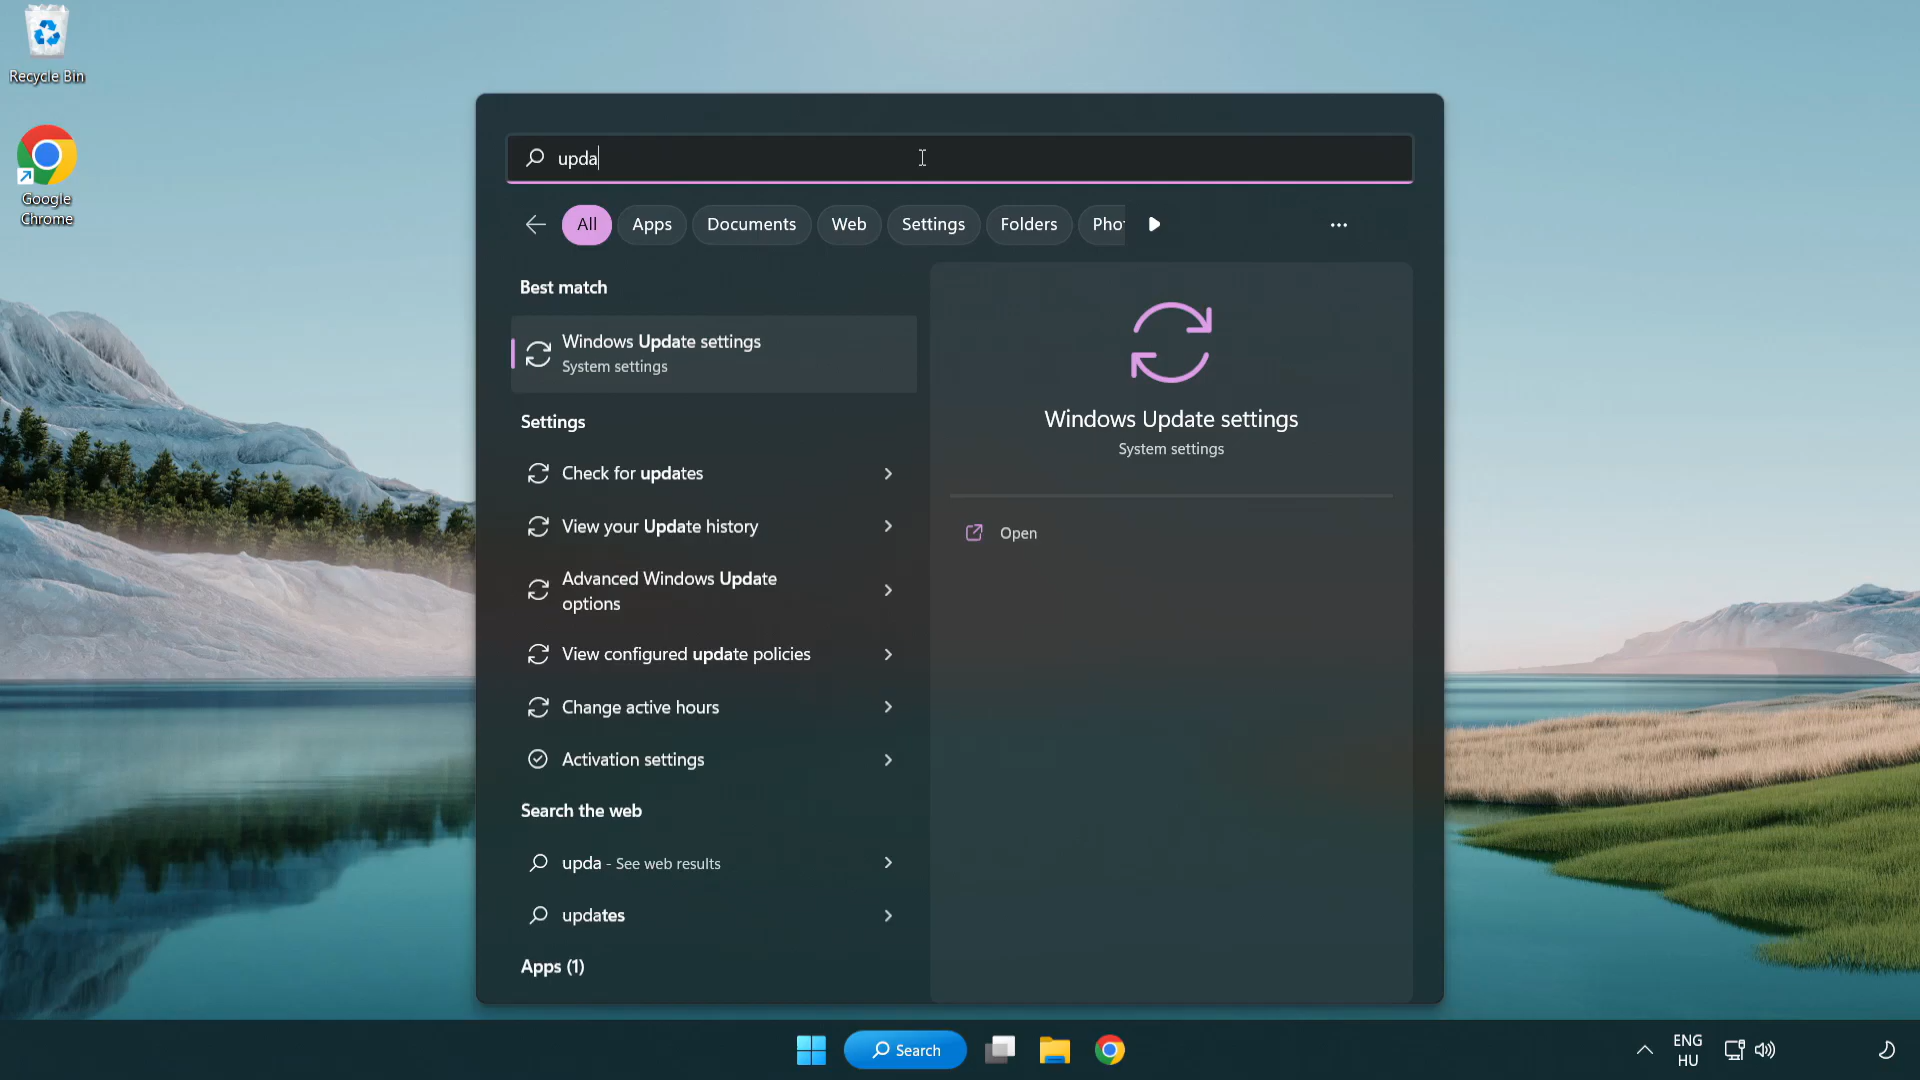 Recycle Bin
Google
Chrome
upda
All
Apps
Documents
Web
Settings
Folders
Pho
Best match
Windows Update settings
System settings
Settings
Check for updates
View your Update history
Advanced Windows Update
options
View configured update policies
Change active hours
Activation settings
Search the web
upda - See web results
updates
Apps (1)
Windows Update settings
System settings
Open
Search
ENG
HU